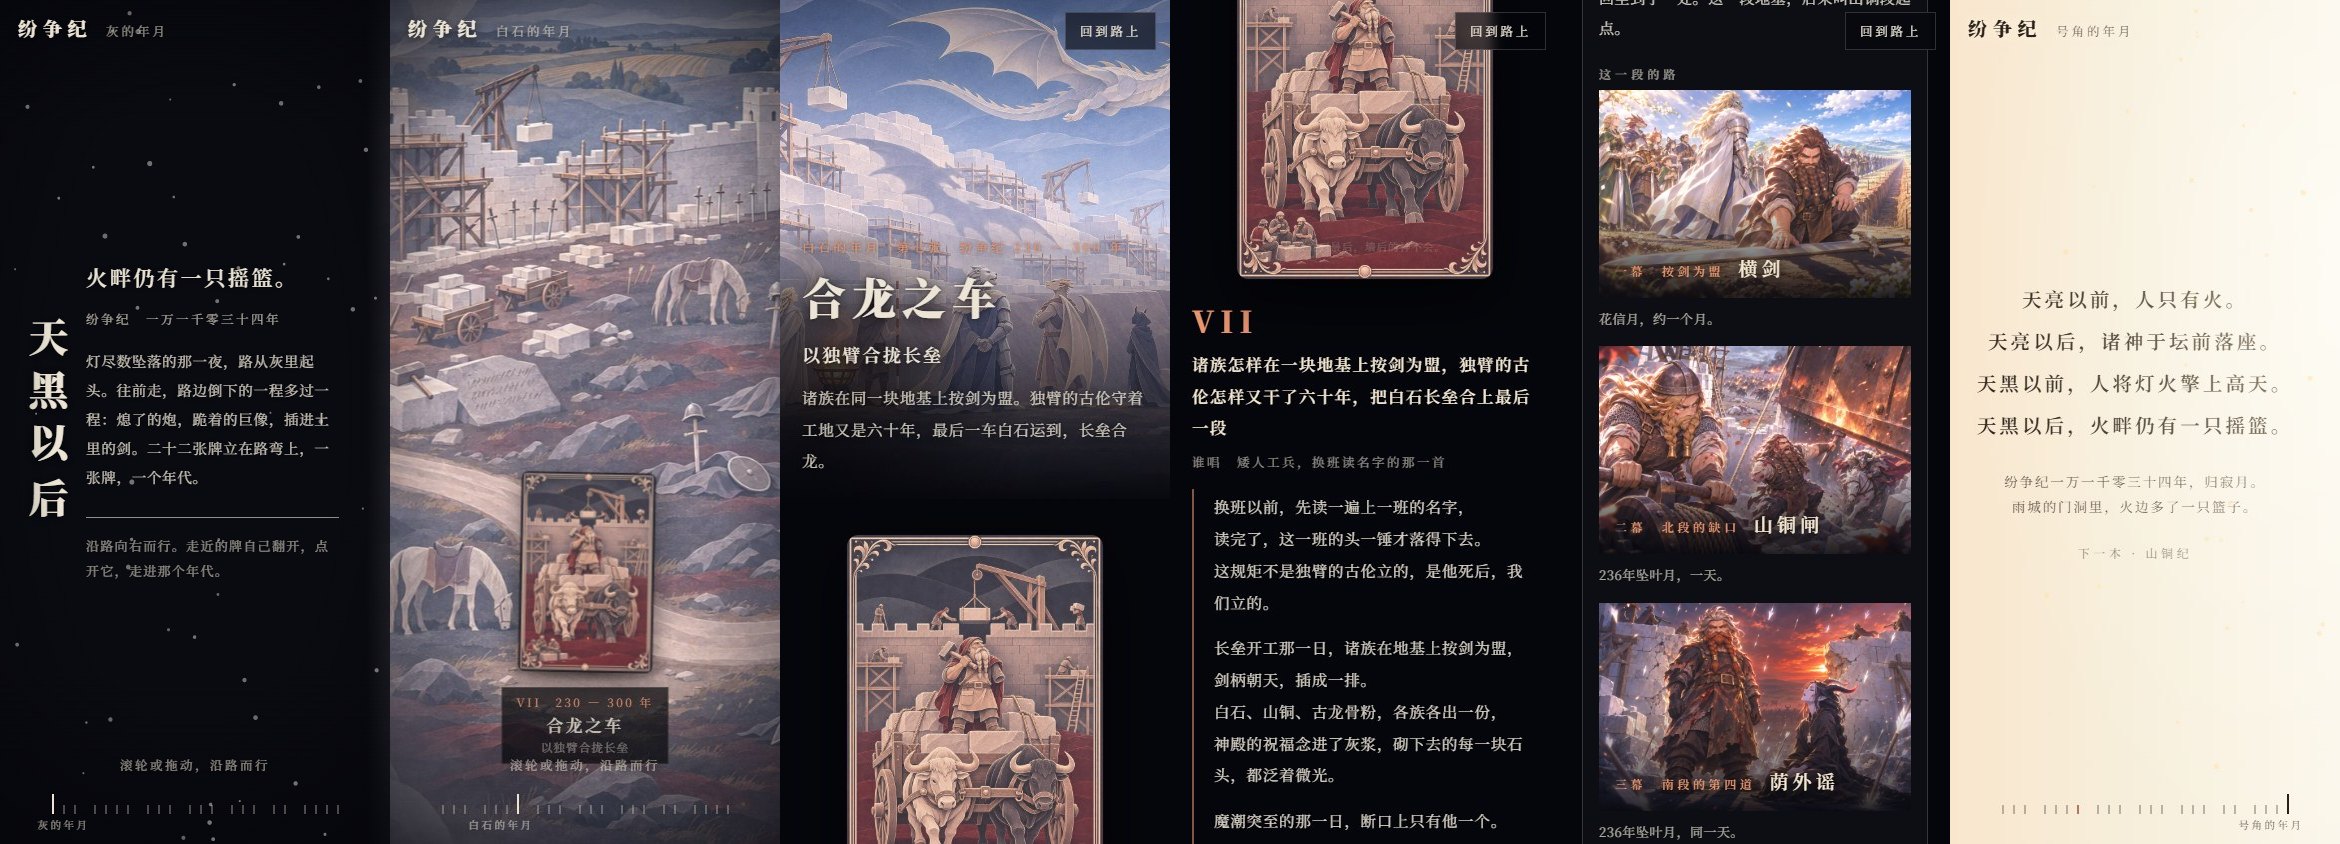 纷争纪 灰的年月
天黑以后
火畔仍有一只摇篮。
纷争纪 一万一千零三十四年
灯尽数坠落的那一夜，路从灰里起
头。往前走，路边倒下的一程多过一
程：熄了的炮，跪着的巨像，插进土
里的剑。二十二张牌立在路弯上，一
张牌，一个年代。
沿路向右而行。走近的牌自己翻开，点
开它，走进那个年代。
滚轮或拖动，沿路而行
灰的年月
纷争纪 白石的年月
VII 230 — 300 年
合龙之车
以独臂合拢长垒
滚轮或拖动，沿路而行
白石的年月
回到路上
合龙之车
以独臂合拢长垒
诸族在同一块地基上按剑为盟。独臂的古伦守着
工地又是六十年，最后一车白石运到，长垒合
龙。
回到路上
VII
诸族怎样在一块地基上按剑为盟，独臂的古
伦怎样又干了六十年，把白石长垒合上最后
一段
谁唱 矮人工兵，换班读名字的那一首
换班以前，先读一遍上一班的名字，
读完了，这一班的头一锤才落得下去。
这规矩不是独臂的古伦立的，是他死后，我
们立的。
长垒开工那一日，诸族在地基上按剑为盟，
剑柄朝天，插成一排。
白石、山铜、古龙骨粉，各族各出一份，
神殿的祝福念进了灰浆，砌下去的每一块石
头，都泛着微光。
魔潮突至的那一日，断口上只有他一个。
点。
回到路上
这一段的路
一幕 按剑为盟 横剑
花信月，约一个月。
二幕 北段的缺口 山铜闸
236年坠叶月，一天。
三幕 南段的第四道 荫外谣
236年坠叶月，同一天。
纷争纪 号角的年月
天亮以前，人只有火。
天亮以后，诸神于坛前落座。
天黑以前，人将灯火擎上高天。
天黑以后，火畔仍有一只摇篮。
纷争纪一万一千零三十四年，归寂月。
雨城的门洞里，火边多了一只篮子。
下一本 · 山铜纪
号角的年月